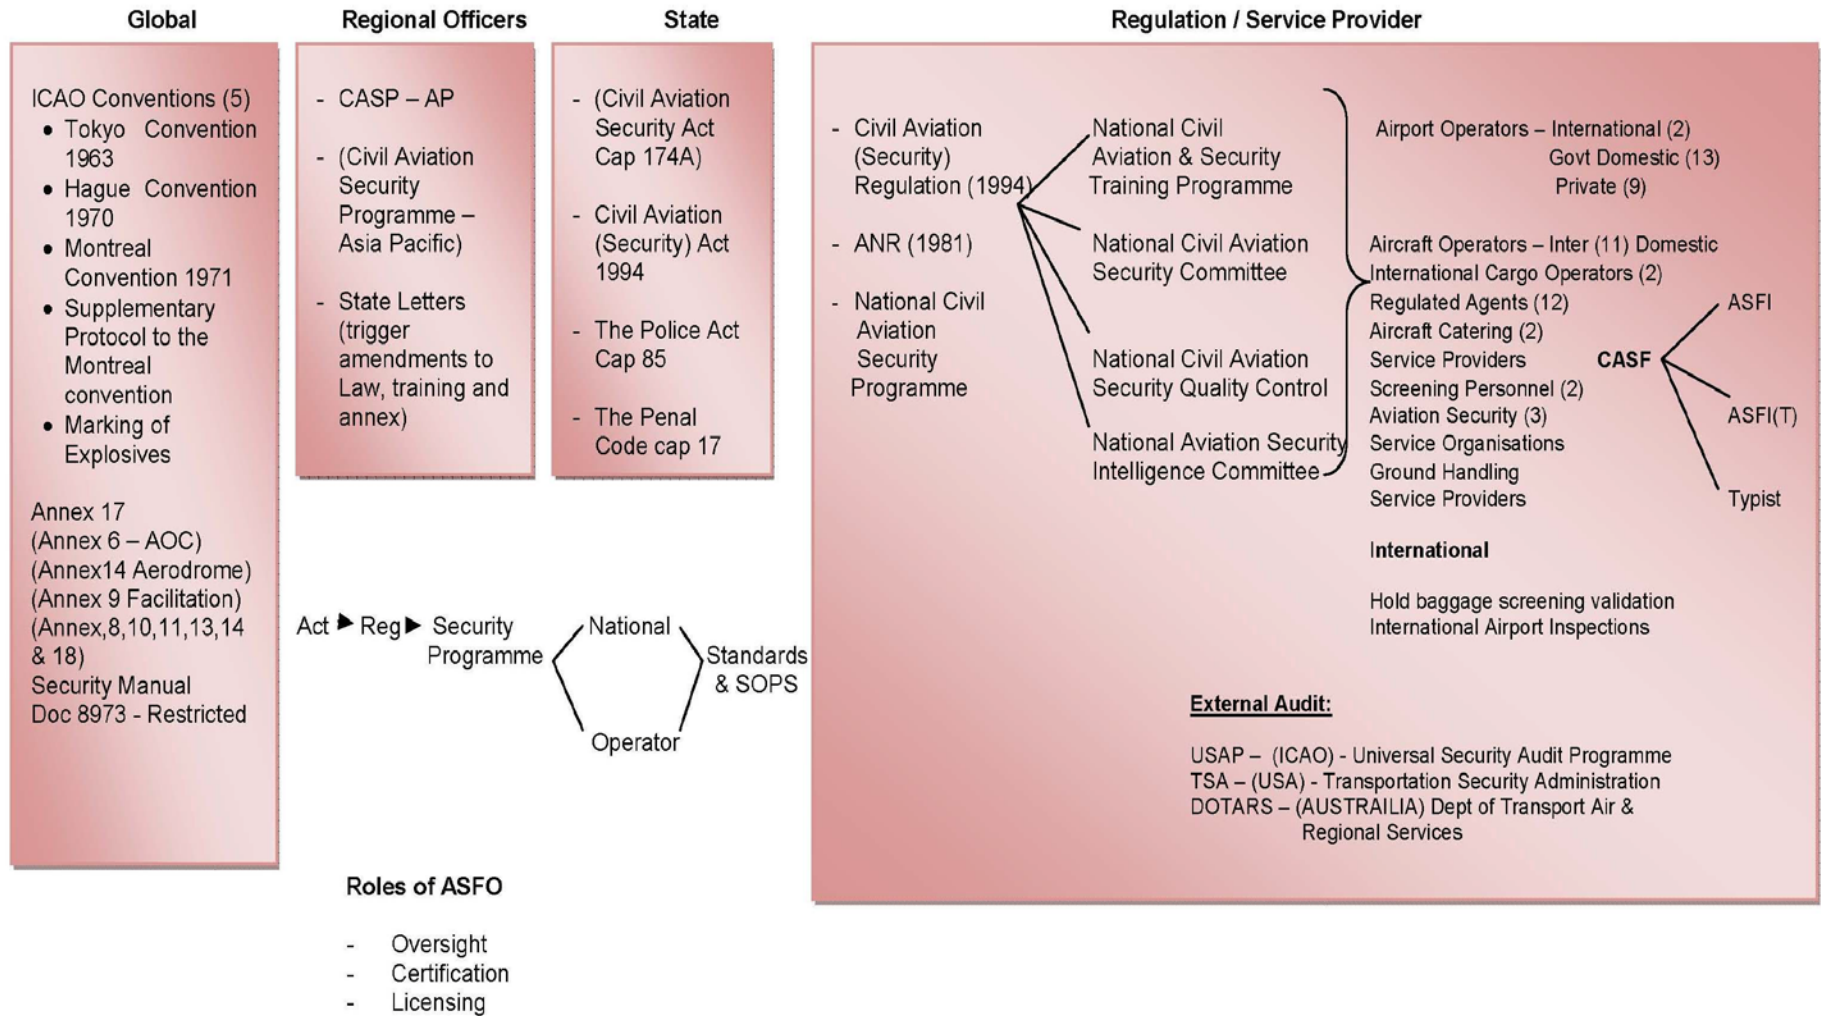 Global
ICAO Conventions (5)
• Tokyo Convention
1963
• Hague Convention
1970
• Montreal
Convention 1971
• Supplementary
Protocol to the
Montreal
convention
• Marking of
Explosives
Annex 17
(Annex 6 – AOC)
(Annex14 Aerodrome)
(Annex 9 Facilitation)
(Annex,8,10,11,13,14
& 18)
Security Manual
Doc 8973 - Restricted
Regional Officers
- CASP – AP
- (Civil Aviation
Security
Programme –
Asia Pacific)
- State Letters
(trigger
amendments to
Law, training and
annex)
State
- (Civil Aviation
Security Act
Cap 174A)
- Civil Aviation
(Security) Act
1994
- The Police Act
Cap 85
- The Penal
Code cap 17
Act Reg Security
Programme
National
Operator
Standards
& SOPS
Roles of ASFO
- Oversight
- Certification
- Licensing
Regulation / Service Provider
- Civil Aviation
(Security)
Regulation (1994)
- ANR (1981)
- National Civil
Aviation
Security
Programme
National Civil
Aviation & Security
Training Programme
National Civil Aviation
Security Committee
National Civil Aviation
Security Quality Control
National Aviation Security
Intelligence Committee
Airport Operators – International (2)
Govt Domestic (13)
Private (9)
Aircraft Operators – Inter (11) Domestic
International Cargo Operators (2)
Regulated Agents (12)
Aircraft Catering (2)
Service Providers
Screening Personnel (2)
Aviation Security (3)
Service Organisations
Ground Handling
Service Providers
CASF
ASFI
ASFI(T)
Typist
International
Hold baggage screening validation
International Airport Inspections
External Audit:
USAP – (ICAO) - Universal Security Audit Programme
TSA – (USA) - Transportation Security Administration
DOTARS – (AUSTRAILIA) Dept of Transport Air &
Regional Services